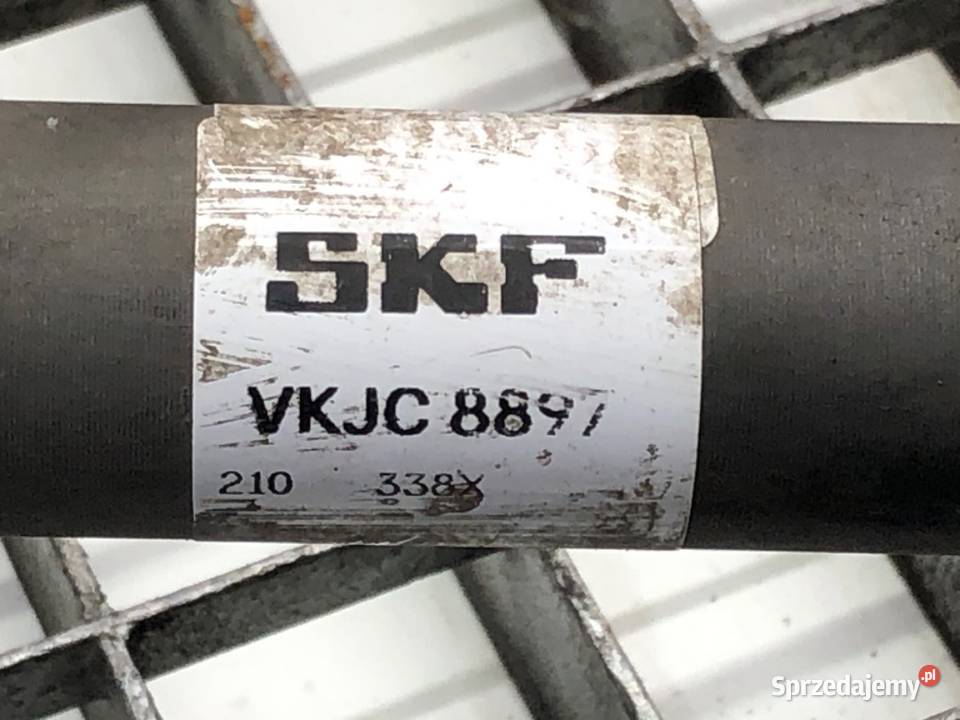 SKF
VKJC 8897
210 338X
Sprzedajemy.pl